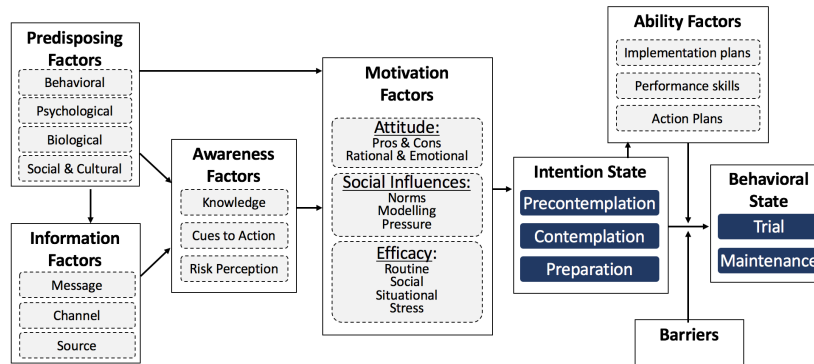 Predisposing
Factors
Behavioral
Psychological
Biological
Social & Cultural
Information
Factors
Message
Channel
Source
Awareness
Factors
Knowledge
Cues to Action
Risk Perception
Motivation
Factors
Attitude:
Pros & Cons
Rational & Emotional
Social Influences:
Norms
Modelling
Pressure
Efficacy:
Routine
Social
Situational
Stress
Intention State
Precontemplation
Contemplation
Preparation
Ability Factors
Implementation plans
Performance skills
Action Plans
Barriers
Behavioral
State
Trial
Maintenance